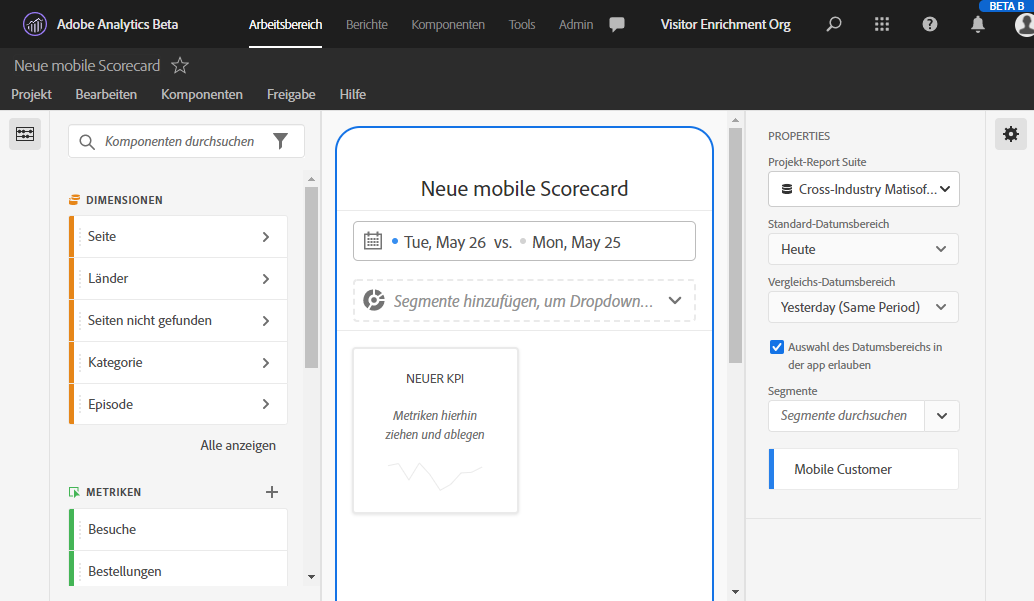 BETA B
Adobe Analytics Beta Arbeitsbereich Berichte Komponenten Tools Admin Visitor Enrichment Org
Neue mobile Scorecard
Projekt Bearbeiten Komponenten Freigabe Hilfe
Komponenten durchsuchen
DIMENSIONEN
Seite
Länder
Seiten nicht gefunden
Kategorie
Episode
Alle anzeigen
METRIKEN
Besuche
Bestellungen
Neue mobile Scorecard
Tue, May 26 vs. Mon, May 25
Segmente hinzufügen, um Dropdown...
NEUER KPI
Metriken hierhin
ziehen und ablegen
PROPERTIES
Projekt-Report Suite
Cross-Industry Matisof...
Standard-Datumsbereich
Heute
Vergleichs-Datumsbereich
Yesterday (Same Period)
Auswahl des Datumsbereichs in
der app erlauben
Segmente
Segmente durchsuchen
Mobile Customer